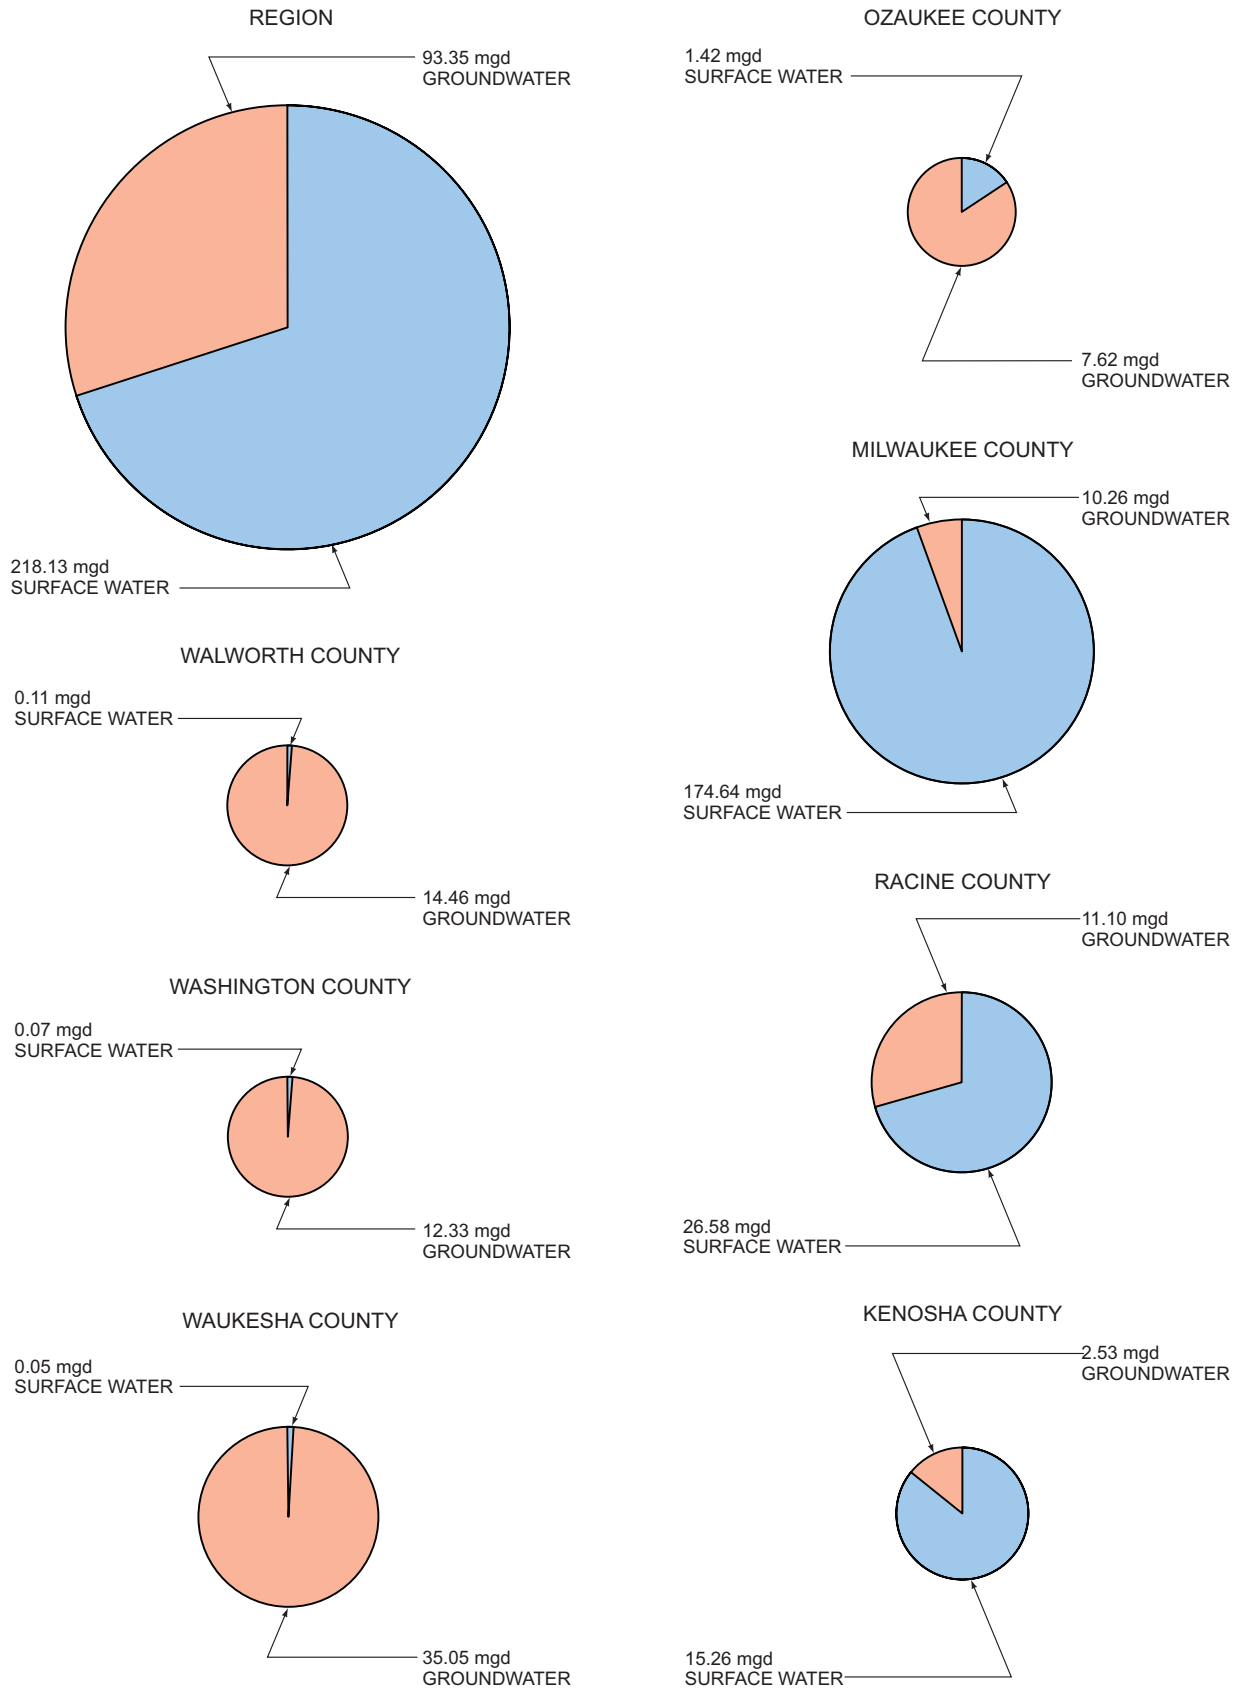 REGION
93.35 mgd
GROUNDWATER
218.13 mgd
SURFACE WATER
WALWORTH COUNTY
0.11 mgd
SURFACE WATER
14.46 mgd
GROUNDWATER
WASHINGTON COUNTY
0.07 mgd
SURFACE WATER
12.33 mgd
GROUNDWATER
WAUKESHA COUNTY
0.05 mgd
SURFACE WATER
35.05 mgd
GROUNDWATER
OZAUKEE COUNTY
1.42 mgd
SURFACE WATER
7.62 mgd
GROUNDWATER
MILWAUKEE COUNTY
10.26 mgd
GROUNDWATER
174.64 mgd
SURFACE WATER
RACINE COUNTY
11.10 mgd
GROUNDWATER
26.58 mgd
SURFACE WATER
KENOSHA COUNTY
2.53 mgd
GROUNDWATER
15.26 mgd
SURFACE WATER